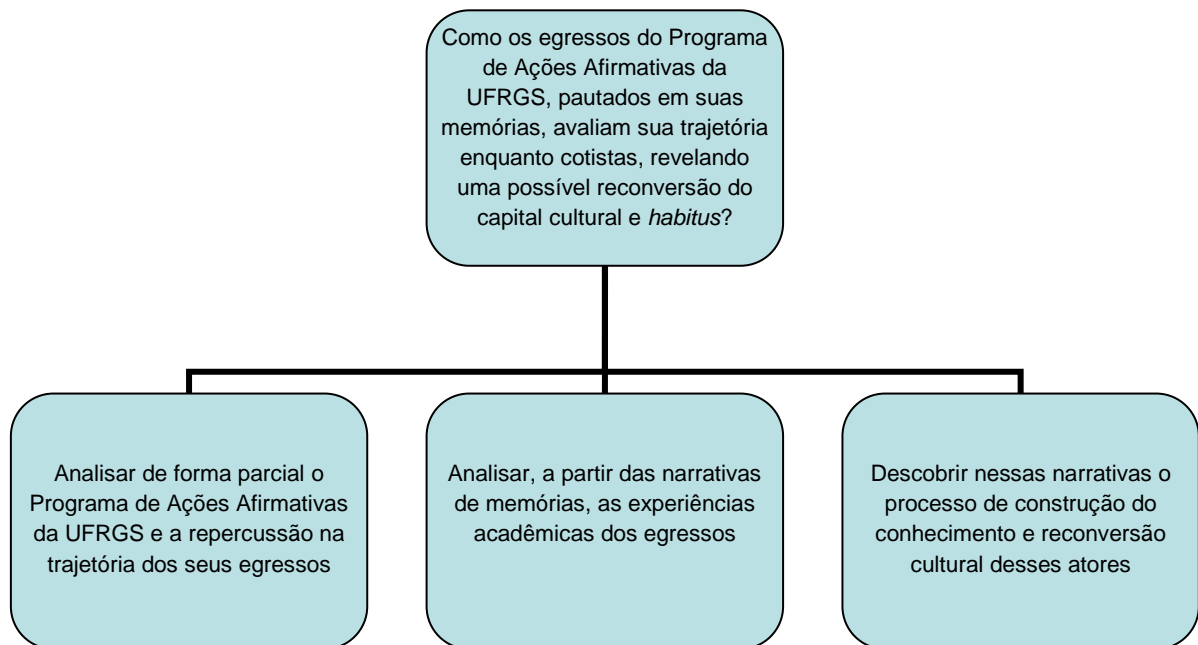 Como os egressos do Programa
de Ações Afirmativas da
UFRGS, pautados em suas
memórias, avaliam sua trajetória
enquanto cotistas, revelando
uma possível reconversão do
capital cultural e habitus?
Analisar de forma parcial o
Programa de Ações Afirmativas
da UFRGS e a repercussão na
trajetória dos seus egressos
Analisar, a partir das narrativas
de memórias, as experiências
acadêmicas dos egressos
Descobrir nessas narrativas o
processo de construção do
conhecimento e reconversão
cultural desses atores